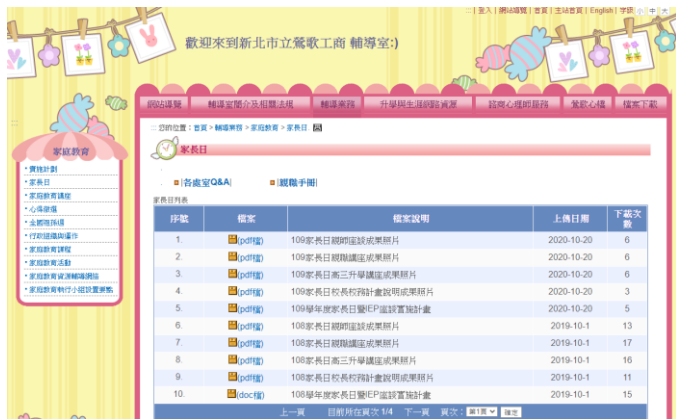 :::| 登入 | 網站導覽 | 首頁 | 主站首頁 | English | 字級 小 中 大
歡迎來到新北市立鶯歌工商 輔導室:)
網站導覽 輔導室簡介及相關法規 輔導業務 升學與生涯網路資源 諮商心理師服務 鶯歌心橋 檔案下載
::: 您的位置：首頁 > 輔導業務 > 家庭教育 > 家長日
家長日
家庭教育
實施計劃
家長日
家庭教育講座
心得徵選
全國祖孫週
行政組織與運作
家庭教育課程
家庭教育活動
家庭教育資源輔導網絡
家庭教育執行小組設置要點
|各處室Q&A| |親職手冊|
家長日列表
序號 檔案 檔案說明 上傳日期 下載次數
1. (pdf檔) 109家長日親師座談成果照片 2020-10-20 6
2. (pdf檔) 109家長日親職講座成果照片 2020-10-20 6
3. (pdf檔) 109家長日高三升學講座成果照片 2020-10-20 6
4. (pdf檔) 109家長日校長校務計畫說明成果照片 2020-10-20 3
5. (pdf檔) 109學年度家長日暨IEP座談實施計畫 2020-10-20 5
6. (pdf檔) 108家長日親師座談成果照片 2019-10-1 13
7. (pdf檔) 108家長日親職講座成果照片 2019-10-1 17
8. (pdf檔) 108家長日高三升學講座成果照片 2019-10-1 16
9. (pdf檔) 108家長日校長校務計畫說明成果照片 2019-10-1 11
10. (doc檔) 108學年度家長日暨IEP座談實施計畫 2019-10-1 15
上一頁 目前所在頁次 1/4 下一頁 頁次：第1頁 確定